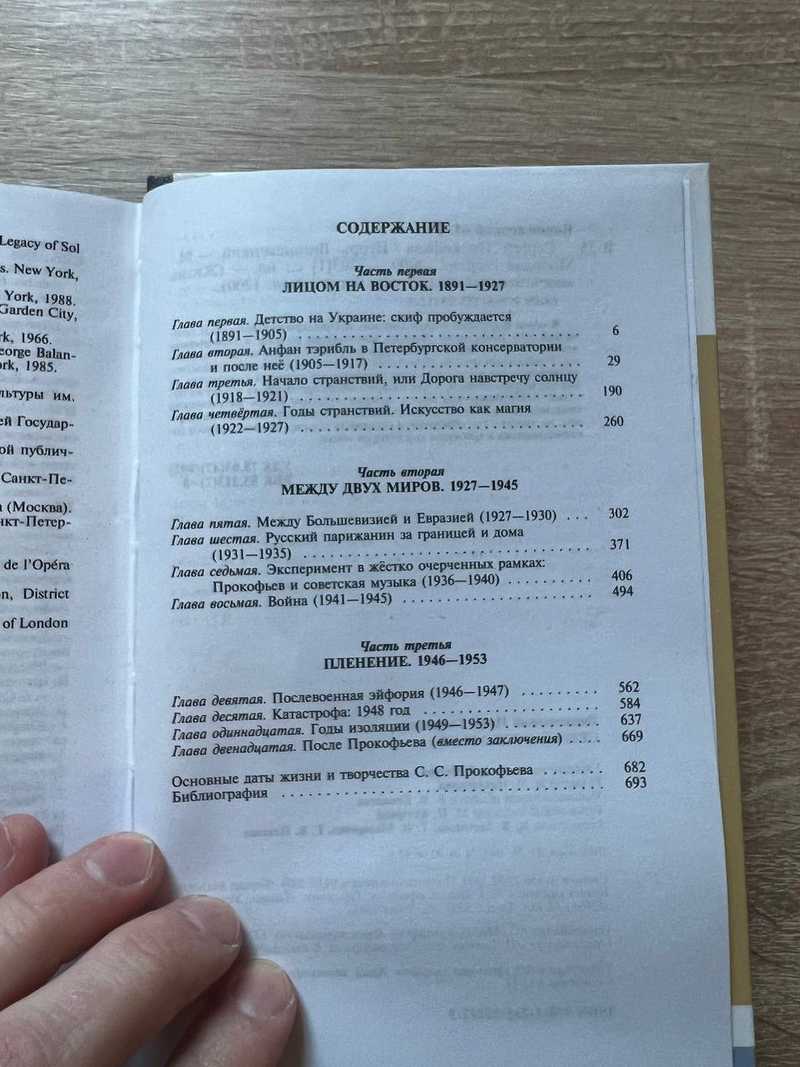 Legacy of Sol
s. New York,
York, 1988.
Garden City,
rk, 1966.
eorge Balan-
rk, 1985.
льтуры им.
ей Государ-
ой публич-
Санкт-Пе-
а (Москва).
нкт-Петер-
de l'Opéra
on, District
of London
СОДЕРЖАНИЕ
Часть первая
ЛИЦОМ НА ВОСТОК. 1891—1927
Глава первая. Детство на Украине: скиф пробуждается
(1891—1905) . . . . . . . . . . . . . . . . . . . . . . . . . . . 6
Глава вторая. Анфан тэрибль в Петербургской консерватории
и после неё (1905—1917) . . . . . . . . . . . . . . . . . . . 29
Глава третья. Начало странствий, или Дорога навстречу солнцу
(1918—1921) . . . . . . . . . . . . . . . . . . . . . . . . . . . 190
Глава четвёртая. Годы странствий. Искусство как магия
(1922—1927) . . . . . . . . . . . . . . . . . . . . . . . . . . . 260
Часть вторая
МЕЖДУ ДВУХ МИРОВ. 1927—1945
Глава пятая. Между Большевизией и Евразией (1927—1930) . . . 302
Глава шестая. Русский парижанин за границей и дома
(1931—1935) . . . . . . . . . . . . . . . . . . . . . . . . . . . 371
Глава седьмая. Эксперимент в жёстко очерченных рамках:
Прокофьев и советская музыка (1936—1940) . . . . . . . . . 406
Глава восьмая. Война (1941—1945) . . . . . . . . . . . . . . . . . 494
Часть третья
ПЛЕНЕНИЕ. 1946—1953
Глава девятая. Послевоенная эйфория (1946—1947) . . . . . . . . 562
Глава десятая. Катастрофа: 1948 год . . . . . . . . . . . . . . . . 584
Глава одиннадцатая. Годы изоляции (1949—1953) . . . . . . . . . 637
Глава двенадцатая. После Прокофьева (вместо заключения) . . . . 669
Основные даты жизни и творчества С. С. Прокофьева . . . . . . . 682
Библиография . . . . . . . . . . . . . . . . . . . . . . . . . . . 693